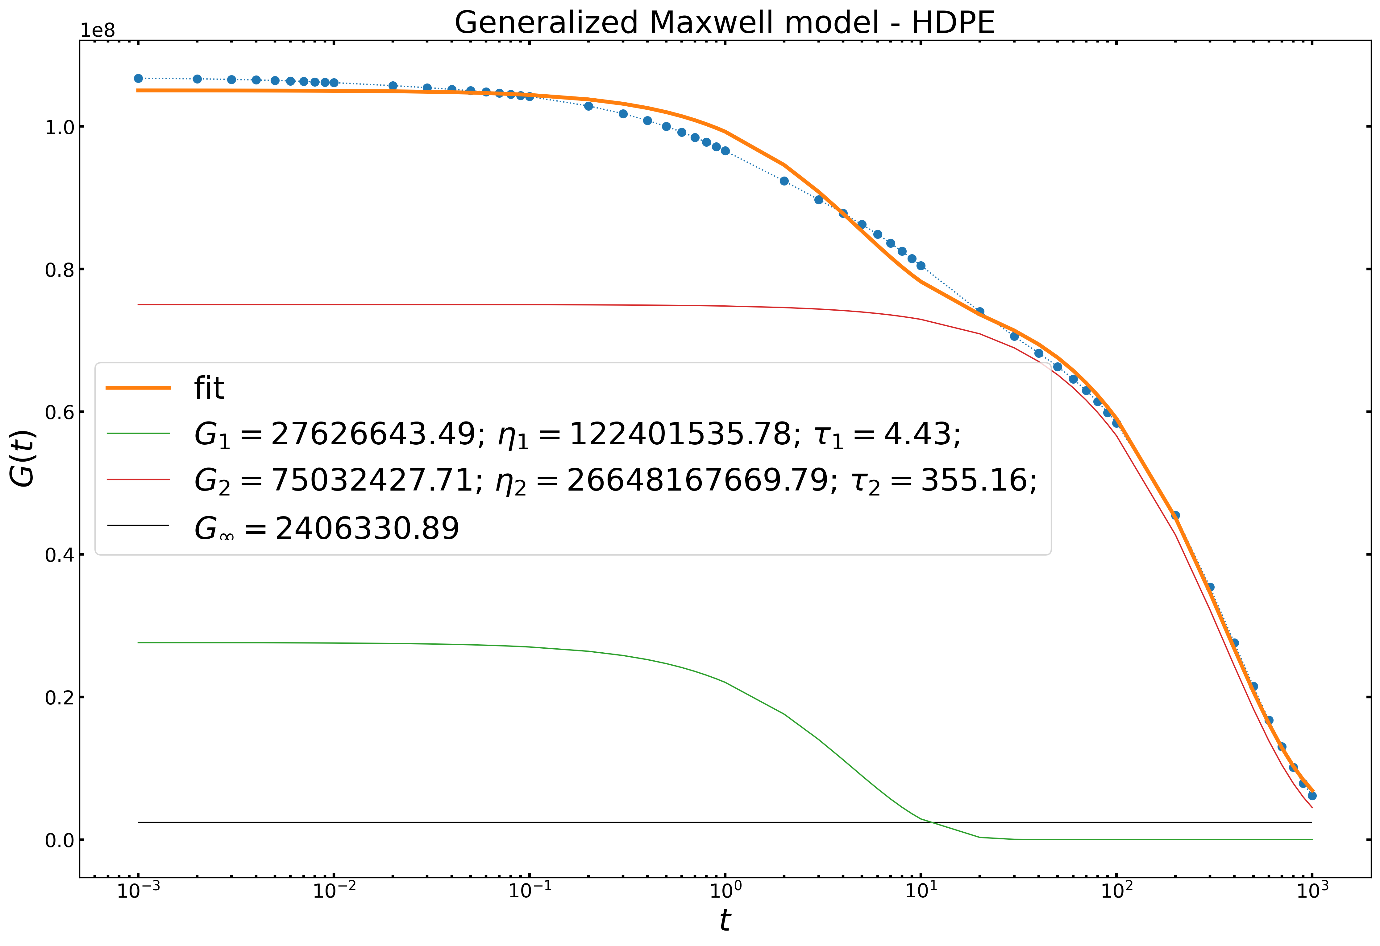 Generalized Maxwell model - HDPE
1e8
1.0
0.8
0.6
0.4
0.2
0.0
G(t)
fit
G₁ = 27626643.49; η₁ = 122401535.78; τ₁ = 4.43;
G₂ = 75032427.71; η₂ = 26648167669.79; τ₂ = 355.16;
G∞ = 2406330.89
10⁻³ 10⁻² 10⁻¹ 10⁰ 10¹ 10² 10³
t